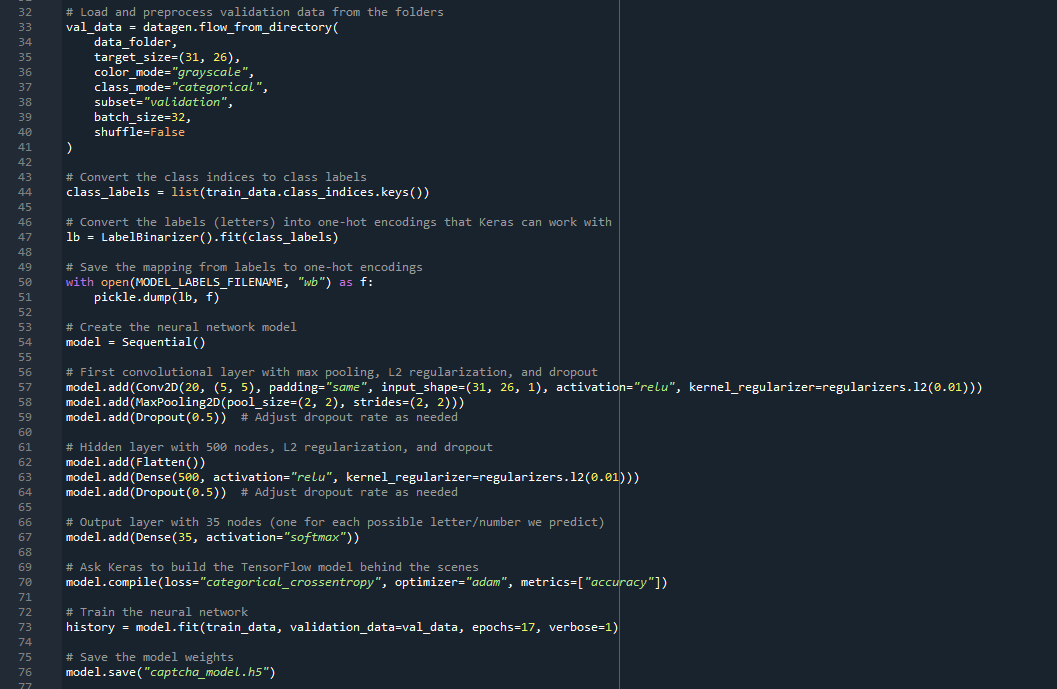 32 # Load and preprocess validation data from the folders
33 val_data = datagen.flow_from_directory(
34     data_folder,
35     target_size=(31, 26),
36     color_mode="grayscale",
37     class_mode="categorical",
38     subset="validation",
39     batch_size=32,
40     shuffle=False
41 )
42
43 # Convert the class indices to class labels
44 class_labels = list(train_data.class_indices.keys())
45
46 # Convert the labels (letters) into one-hot encodings that Keras can work with
47 lb = LabelBinarizer().fit(class_labels)
48
49 # Save the mapping from labels to one-hot encodings
50 with open(MODEL_LABELS_FILENAME, "wb") as f:
51     pickle.dump(lb, f)
52
53 # Create the neural network model
54 model = Sequential()
55
56 # First convolutional layer with max pooling, L2 regularization, and dropout
57 model.add(Conv2D(20, (5, 5), padding="same", input_shape=(31, 26, 1), activation="relu", kernel_regularizer=regularizers.l2(0.01)))
58 model.add(MaxPooling2D(pool_size=(2, 2), strides=(2, 2)))
59 model.add(Dropout(0.5))  # Adjust dropout rate as needed
60
61 # Hidden layer with 500 nodes, L2 regularization, and dropout
62 model.add(Flatten())
63 model.add(Dense(500, activation="relu", kernel_regularizer=regularizers.l2(0.01)))
64 model.add(Dropout(0.5))  # Adjust dropout rate as needed
65
66 # Output layer with 35 nodes (one for each possible letter/number we predict)
67 model.add(Dense(35, activation="softmax"))
68
69 # Ask Keras to build the TensorFlow model behind the scenes
70 model.compile(loss="categorical_crossentropy", optimizer="adam", metrics=["accuracy"])
71
72 # Train the neural network
73 history = model.fit(train_data, validation_data=val_data, epochs=17, verbose=1)
74
75 # Save the model weights
76 model.save("captcha_model.h5")
77